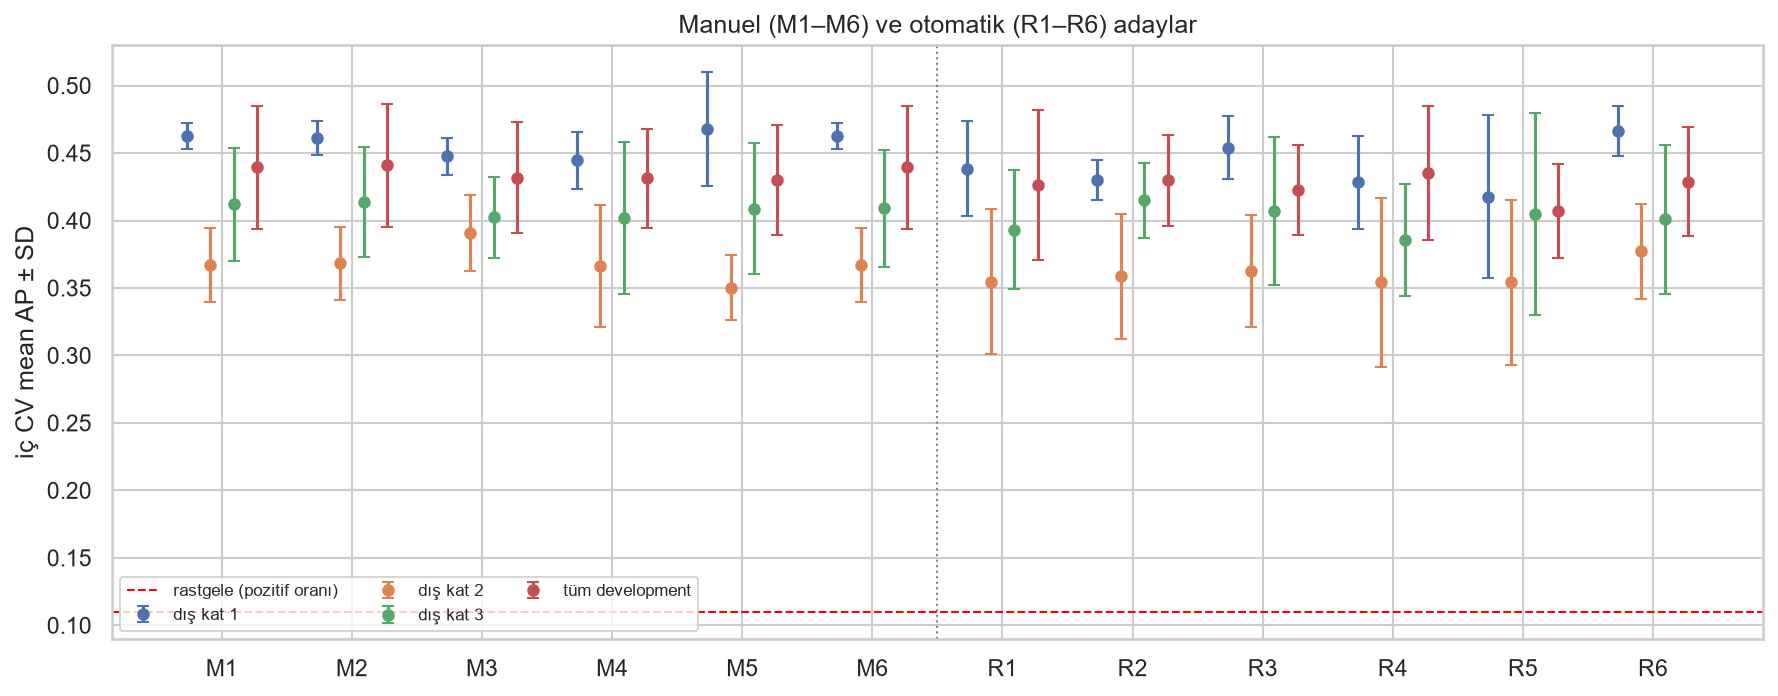 Manuel (M1–M6) ve otomatik (R1–R6) adaylar
iç CV mean AP ± SD
0.50
0.45
0.40
0.35
0.30
0.25
0.20
0.15
0.10
rastgele (pozitif oranı)
dış kat 1
dış kat 2
dış kat 3
tüm development
M1 M2 M3 M4 M5 M6 R1 R2 R3 R4 R5 R6